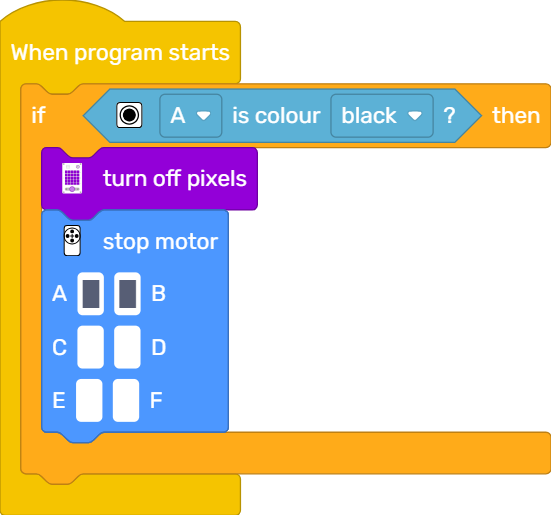 When program starts
if A is colour black ? then
turn off pixels
stop motor
A B
C D
E F